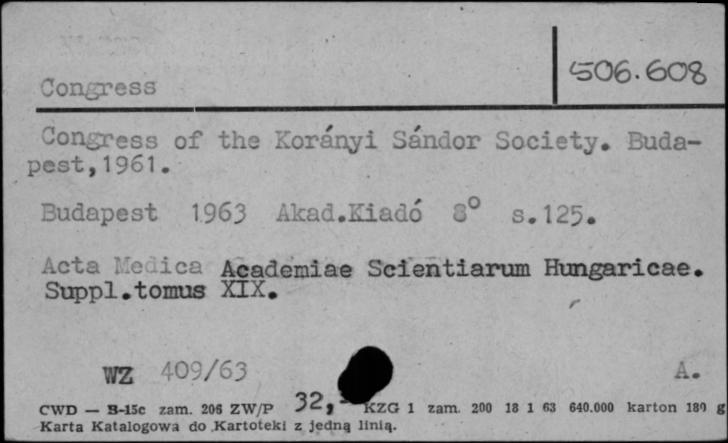 506.608
Congress
Congress of the Korányi Sándor Society. Buda-
pest,1961.
Budapest 1963 Akad.Kiadó 8° s.125.
Acta Medica Academiae Scientiarum Hungaricae.
Suppl.tomus XIX.
WZ 409/63 A.
32,-
CWD — B-15c zam. 206 ZW/P KZG 1 zam. 200 18 1 63 640.000 karton 180 g
Karta Katalogowa do Kartoteki z jedną linią.